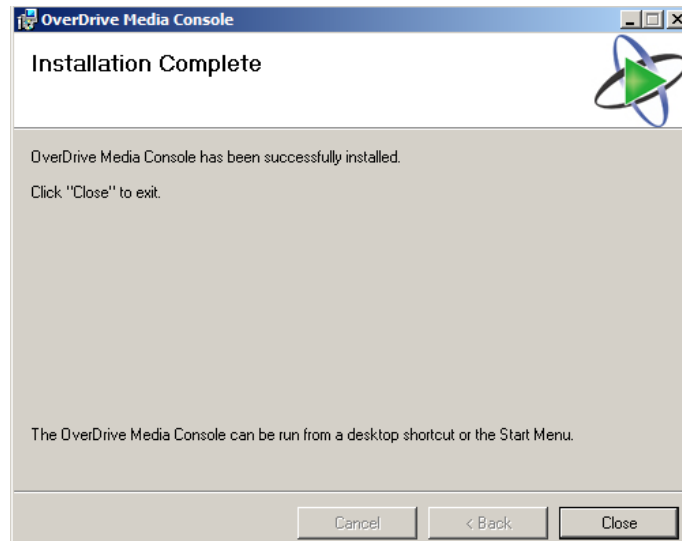 OverDrive Media Console
Installation Complete
OverDrive Media Console has been successfully installed.
Click "Close" to exit.
The OverDrive Media Console can be run from a desktop shortcut or the Start Menu.
Cancel
< Back
Close